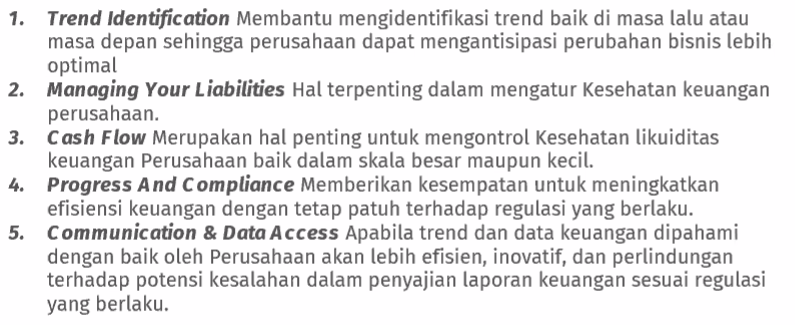 1. Trend Identification Membantu mengidentifikasi trend baik di masa lalu atau
masa depan sehingga perusahaan dapat mengantisipasi perubahan bisnis lebih
optimal
2. Managing Your Liabilities Hal terpenting dalam mengatur Kesehatan keuangan
perusahaan.
3. Cash Flow Merupakan hal penting untuk mengontrol Kesehatan likuiditas
keuangan Perusahaan baik dalam skala besar maupun kecil.
4. Progress And Compliance Memberikan kesempatan untuk meningkatkan
efisiensi keuangan dengan tetap patuh terhadap regulasi yang berlaku.
5. Communication & Data Access Apabila trend dan data keuangan dipahami
dengan baik oleh Perusahaan akan lebih efisien, inovatif, dan perlindungan
terhadap potensi kesalahan dalam penyajian laporan keuangan sesuai regulasi
yang berlaku.